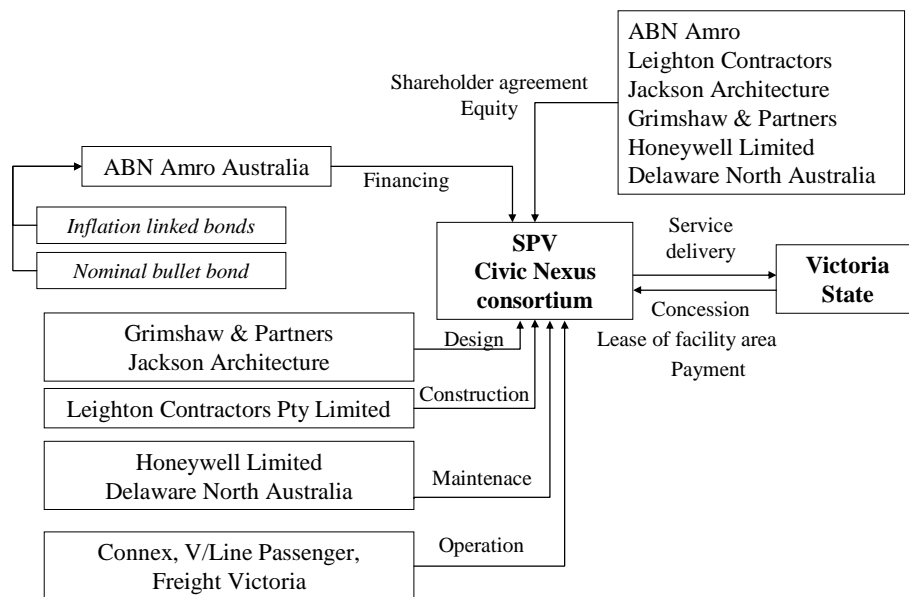 ABN Amro
Leighton Contractors
Jackson Architecture
Grimshaw & Partners
Honeywell Limited
Delaware North Australia
Shareholder agreement
Equity
ABN Amro Australia
Financing
Inflation linked bonds
Nominal bullet bond
SPV
Civic Nexus
consortium
Service
delivery
Victoria
State
Concession
Lease of facility area
Payment
Grimshaw & Partners
Jackson Architecture
Design
Leighton Contractors Pty Limited
Construction
Honeywell Limited
Delaware North Australia
Maintenace
Connex, V/Line Passenger,
Freight Victoria
Operation